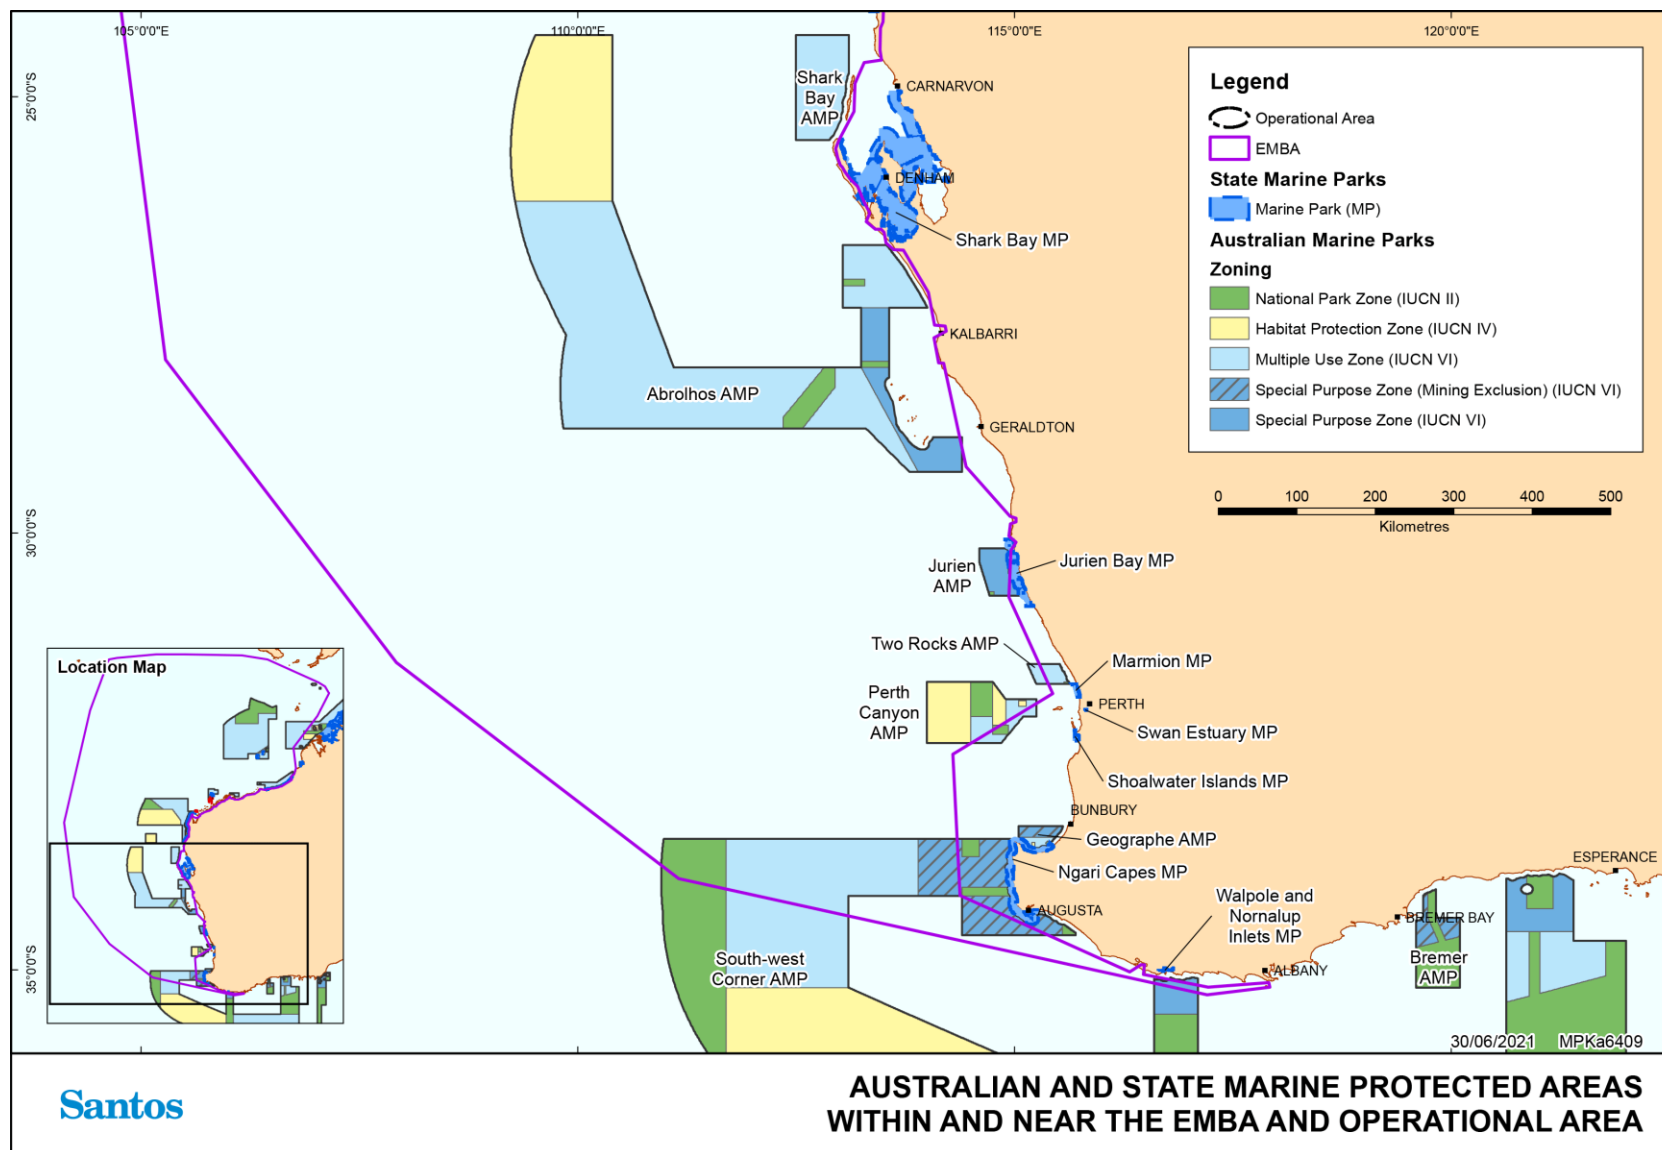 105°0'0"E
110°0'0"E
115°0'0"E
120°0'0"E
25°0'0"S
30°0'0"S
35°0'0"S
Shark
Bay
AMP
CARNARVON
DENHAM
Shark Bay MP
KALBARRI
Abrolhos AMP
GERALDTON
Jurien
AMP
Jurien Bay MP
Two Rocks AMP
Marmion MP
Perth
Canyon
AMP
PERTH
Swan Estuary MP
Shoalwater Islands MP
BUNBURY
Geographe AMP
Ngari Capes MP
AUGUSTA
Walpole and
Nornalup
Inlets MP
South-west
Corner AMP
ALBANY
BREMER BAY
Bremer
AMP
ESPERANCE
Legend
Operational Area
EMBA
State Marine Parks
Marine Park (MP)
Australian Marine Parks
Zoning
National Park Zone (IUCN II)
Habitat Protection Zone (IUCN IV)
Multiple Use Zone (IUCN VI)
Special Purpose Zone (Mining Exclusion) (IUCN VI)
Special Purpose Zone (IUCN VI)
0 100 200 300 400 500
Kilometres
Location Map
30/06/2021 MPKa6409
Santos
AUSTRALIAN AND STATE MARINE PROTECTED AREAS
WITHIN AND NEAR THE EMBA AND OPERATIONAL AREA